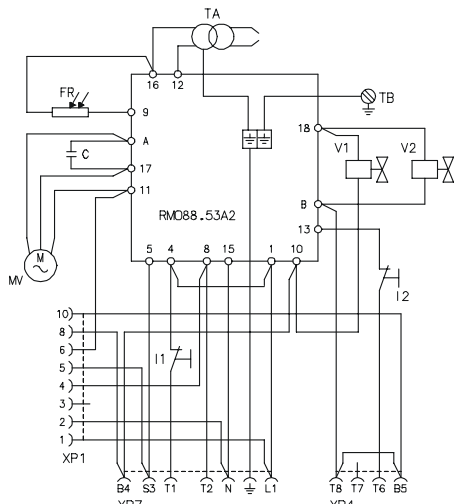 TA
16 12
FR
9
TB
A
18
C
V1 V2
17
11
RMO88.53A2
B
M
13
MV
5 4 8 15 1 10
I2
10
8
6
I1
5
4
3
2
1
XP1
B4 S3 T1 T2 N L1 T8 T7 T6 B5
XP7 XP4